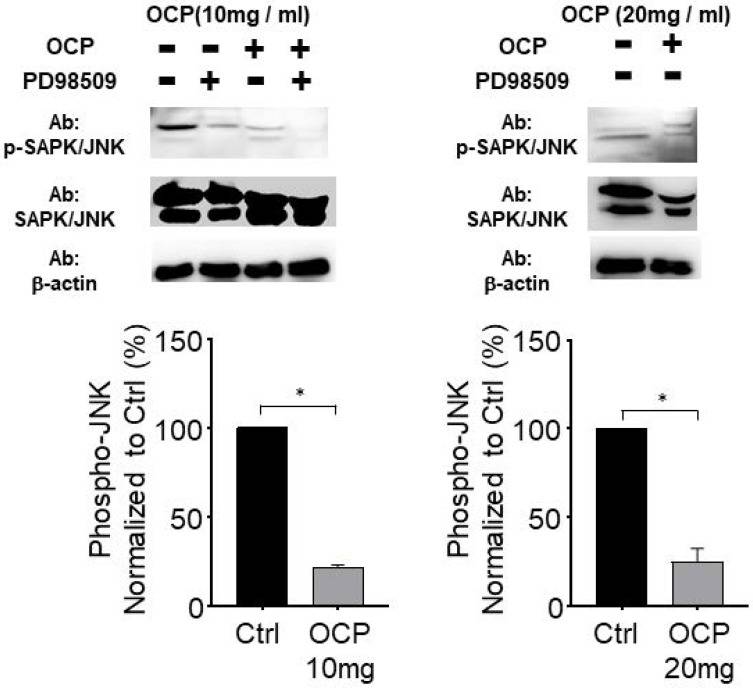 OCP(10mg / ml)
OCP - - + +
PD98509 - + - +
Ab:
p-SAPK/JNK
Ab:
SAPK/JNK
Ab:
β-actin
Phospho-JNK
Normalized to Ctrl (%)
150
100
50
0
*
Ctrl OCP
10mg
OCP (20mg / ml)
OCP - +
PD98509 - -
Ab:
p-SAPK/JNK
Ab:
SAPK/JNK
Ab:
β-actin
Phospho-JNK
Normalized to Ctrl (%)
150
100
50
0
*
Ctrl OCP
20mg